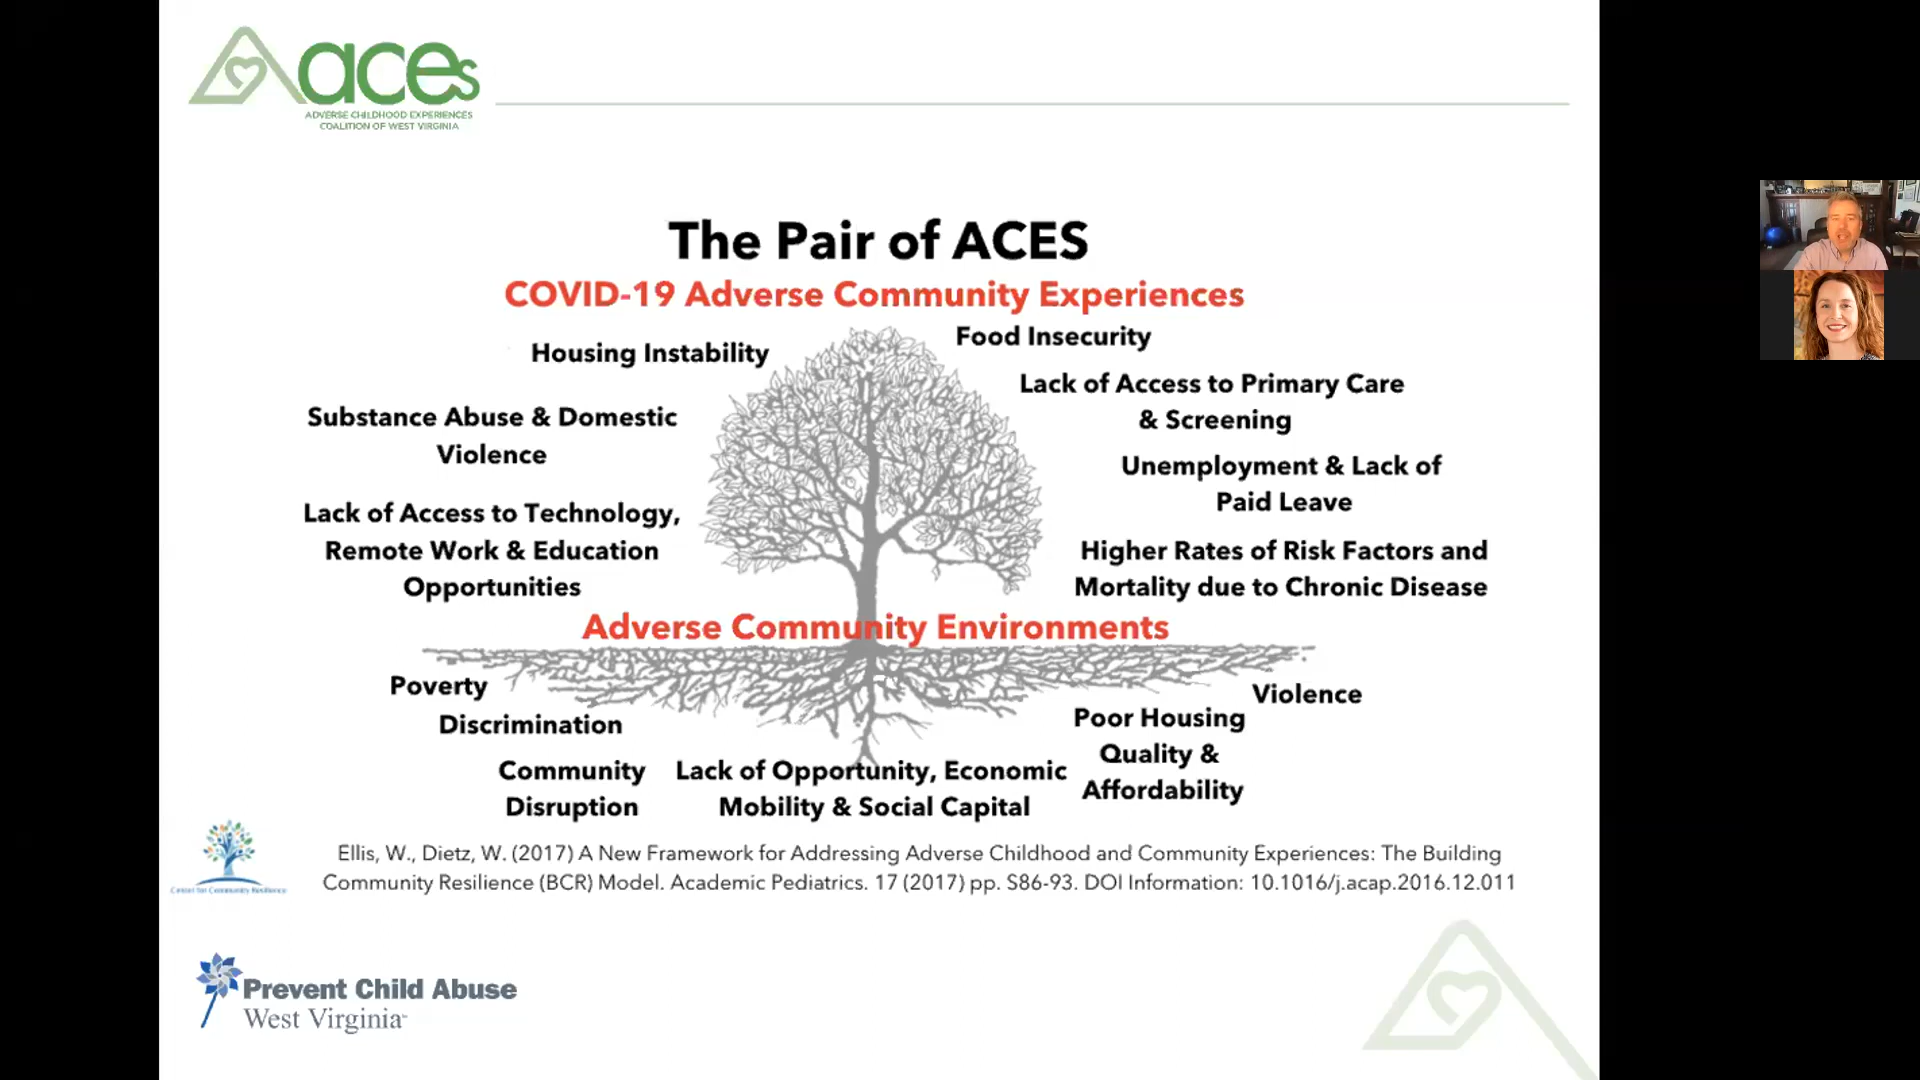 aces
ADVERSE CHILDHOOD EXPERIENCES
COALITION OF WEST VIRGINIA
The Pair of ACES
COVID-19 Adverse Community Experiences
Housing Instability
Food Insecurity
Substance Abuse & Domestic
Violence
Lack of Access to Primary Care
& Screening
Unemployment & Lack of
Paid Leave
Lack of Access to Technology,
Remote Work & Education
Opportunities
Higher Rates of Risk Factors and
Mortality due to Chronic Disease
Adverse Community Environments
Poverty
Discrimination
Community
Disruption
Lack of Opportunity, Economic
Mobility & Social Capital
Poor Housing
Quality &
Affordability
Violence
Center for Community Resilience
Ellis, W., Dietz, W. (2017) A New Framework for Addressing Adverse Childhood and Community Experiences: The Building
Community Resilience (BCR) Model. Academic Pediatrics. 17 (2017) pp. S86-93. DOI Information: 10.1016/j.acap.2016.12.011
Prevent Child Abuse
West Virginia